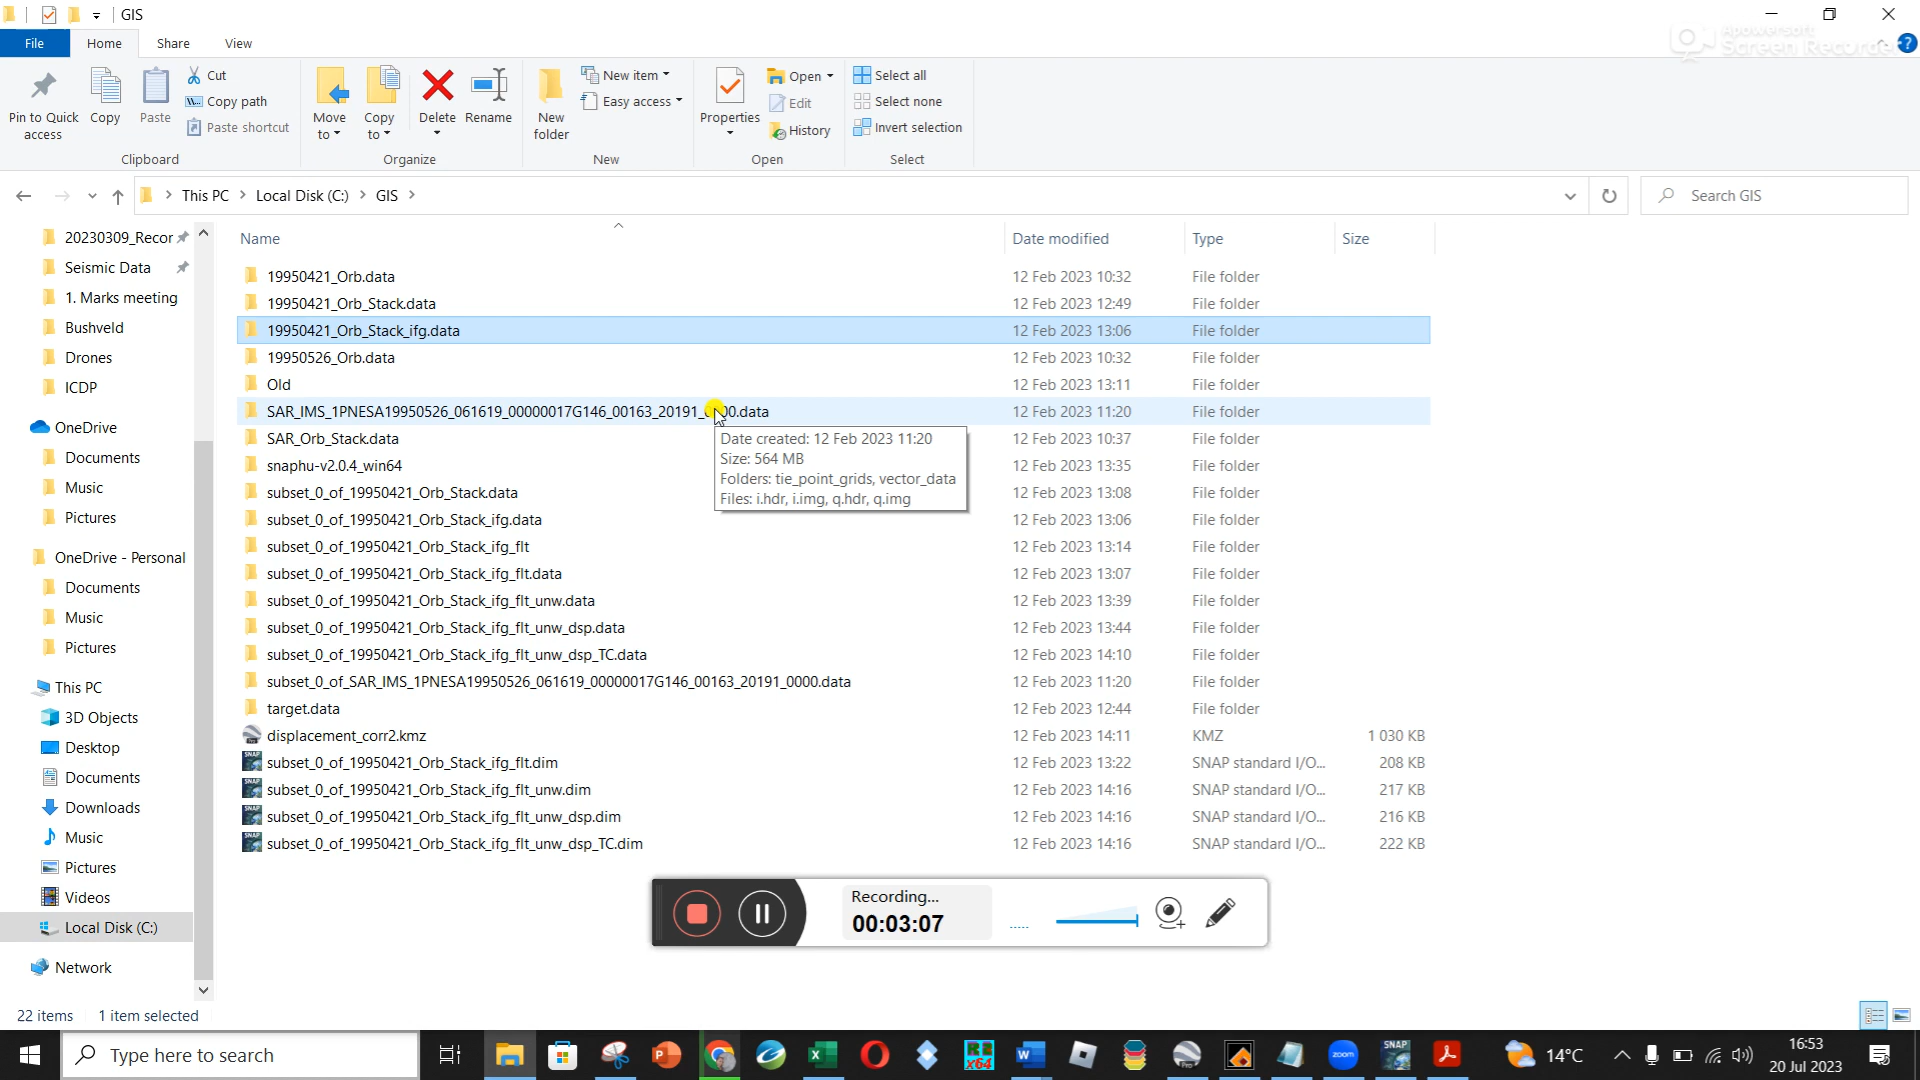 GIS
File Home Share View
Apowersoft
Screen Recorder
Pin to Quick access
Copy
Paste
Cut
Copy path
Paste shortcut
Clipboard
Move to
Copy to
Delete
Rename
Organize
New folder
New item
Easy access
New
Properties
Open
Edit
History
Open
Select all
Select none
Invert selection
Select
This PC > Local Disk (C:) > GIS >
Search GIS
20230309_Recor
Seismic Data
1. Marks meeting
Bushveld
Drones
ICDP
OneDrive
Documents
Music
Pictures
OneDrive - Personal
Documents
Music
Pictures
This PC
3D Objects
Desktop
Documents
Downloads
Music
Pictures
Videos
Local Disk (C:)
Network
Name Date modified Type Size
19950421_Orb.data 12 Feb 2023 10:32 File folder
19950421_Orb_Stack.data 12 Feb 2023 12:49 File folder
19950421_Orb_Stack_ifg.data 12 Feb 2023 13:06 File folder
19950526_Orb.data 12 Feb 2023 10:32 File folder
Old 12 Feb 2023 13:11 File folder
SAR_IMS_1PNESA19950526_061619_00000017G146_00163_20191_0000.data 12 Feb 2023 11:20 File folder
SAR_Orb_Stack.data 12 Feb 2023 10:37 File folder
snaphu-v2.0.4_win64 12 Feb 2023 13:35 File folder
subset_0_of_19950421_Orb_Stack.data 12 Feb 2023 13:08 File folder
subset_0_of_19950421_Orb_Stack_ifg.data 12 Feb 2023 13:06 File folder
subset_0_of_19950421_Orb_Stack_ifg_flt 12 Feb 2023 13:14 File folder
subset_0_of_19950421_Orb_Stack_ifg_flt.data 12 Feb 2023 13:07 File folder
subset_0_of_19950421_Orb_Stack_ifg_flt_unw.data 12 Feb 2023 13:39 File folder
subset_0_of_19950421_Orb_Stack_ifg_flt_unw_dsp.data 12 Feb 2023 13:44 File folder
subset_0_of_19950421_Orb_Stack_ifg_flt_unw_dsp_TC.data 12 Feb 2023 14:10 File folder
subset_0_of_SAR_IMS_1PNESA19950526_061619_00000017G146_00163_20191_0000.data 12 Feb 2023 11:20 File folder
target.data 12 Feb 2023 12:44 File folder
displacement_corr2.kmz 12 Feb 2023 14:11 KMZ 1 030 KB
subset_0_of_19950421_Orb_Stack_ifg_flt.dim 12 Feb 2023 13:22 SNAP standard I/O... 208 KB
subset_0_of_19950421_Orb_Stack_ifg_flt_unw.dim 12 Feb 2023 14:16 SNAP standard I/O... 217 KB
subset_0_of_19950421_Orb_Stack_ifg_flt_unw_dsp.dim 12 Feb 2023 14:16 SNAP standard I/O... 216 KB
subset_0_of_19950421_Orb_Stack_ifg_flt_unw_dsp_TC.dim 12 Feb 2023 14:16 SNAP standard I/O... 222 KB
Date created: 12 Feb 2023 11:20
Size: 564 MB
Folders: tie_point_grids, vector_data
Files: i.hdr, i.img, q.hdr, q.img
Recording...
00:03:07
22 items 1 item selected
Type here to search
zoom
SNAP
14°C
16:53
20 Jul 2023